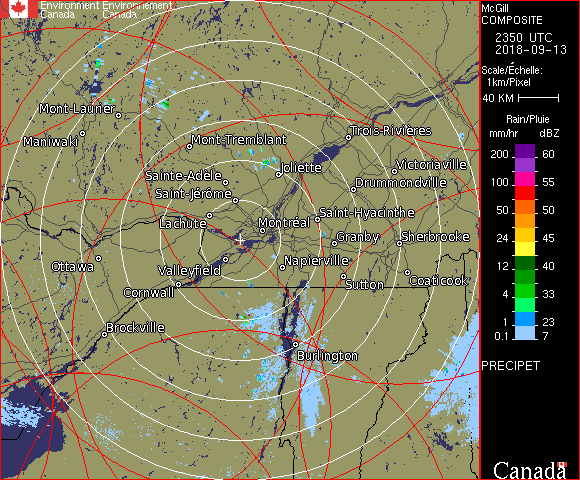 Environment Environnement
Canada Canada
McGill
COMPOSITE
2350 UTC
2018-09-13
Scale/Échelle:
1km/Pixel
40 KM
Rain/Pluie
mm/hr dBZ
200 60
150 56
100 55
50 50
24 45
12 40
4 33
1 23
0.1 7
PRECIPET
Canada
Mont-Laurier
Maniwaki
Mont-Tremblant
Trois-Rivières
Joliette
Victoriaville
Sainte-Adèle
Drummondville
Saint-Jérôme
Saint-Hyacinthe
Lachute
Montréal
Granby
Sherbrooke
Ottawa
Napierville
Valleyfield
Sutton
Coaticook
Cornwall
Brockville
Burlington